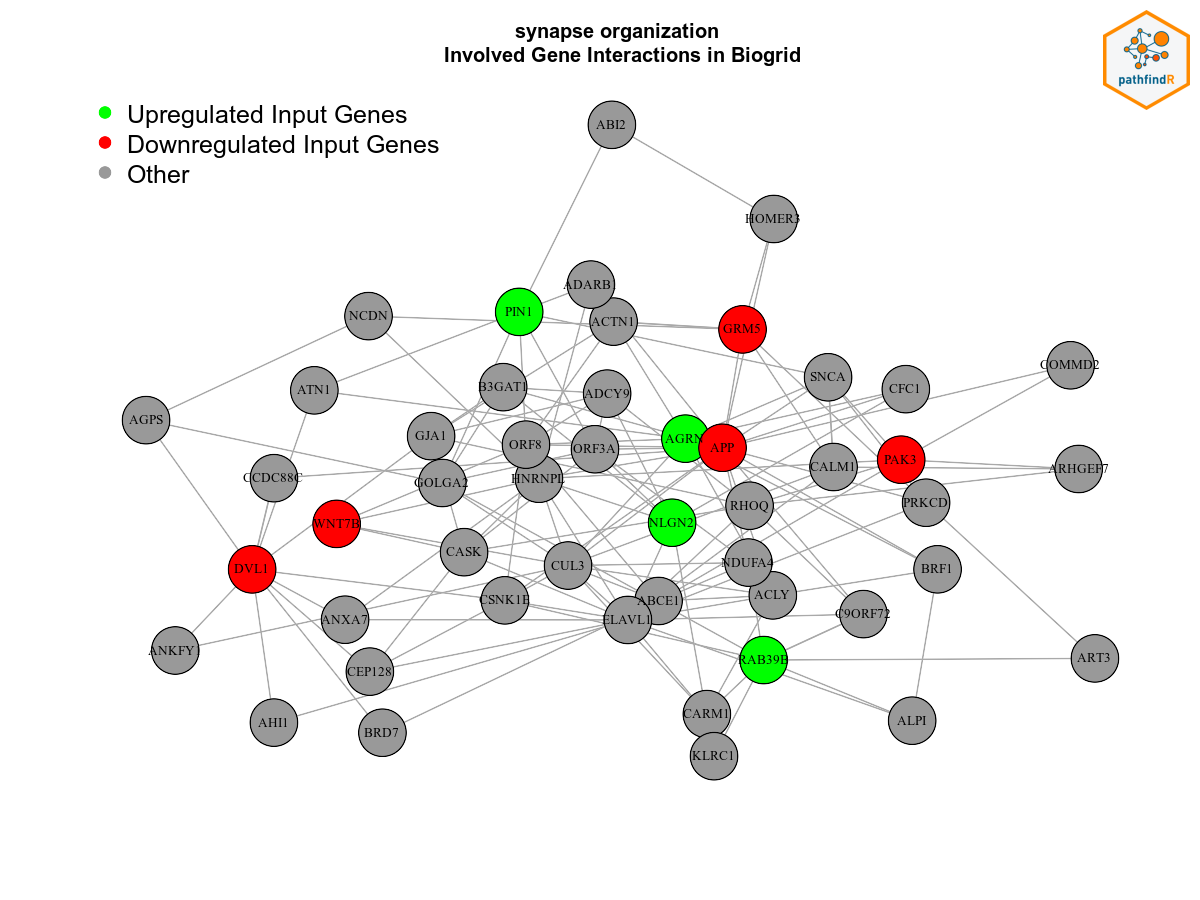 synapse organization
Involved Gene Interactions in Biogrid
pathfindR
Upregulated Input Genes
Downregulated Input Genes
Other
ABI2
HOMER3
ADARB1
PIN1
NCDN
ACTN1
GRM5
COMMD2
SNCA
B3GAT1
CFC1
ATN1
ADCY9
AGPS
GJA1
AGRN
ORF8
APP
ORF3A
PAK3
CALM1
ARHGEF7
CCDC88C
HNRNPL
GOLGA2
PRKCD
RHOQ
NLGN2
WNT7B
CASK
NDUFA4
CUL3
DVL1
BRF1
ACLY
CSNK1E
ABCE1
C9ORF72
ANXA7
ELAVL1
ANKFY1
ART3
RAB39B
CEP128
CARM1
ALPI
AHI1
BRD7
KLRC1